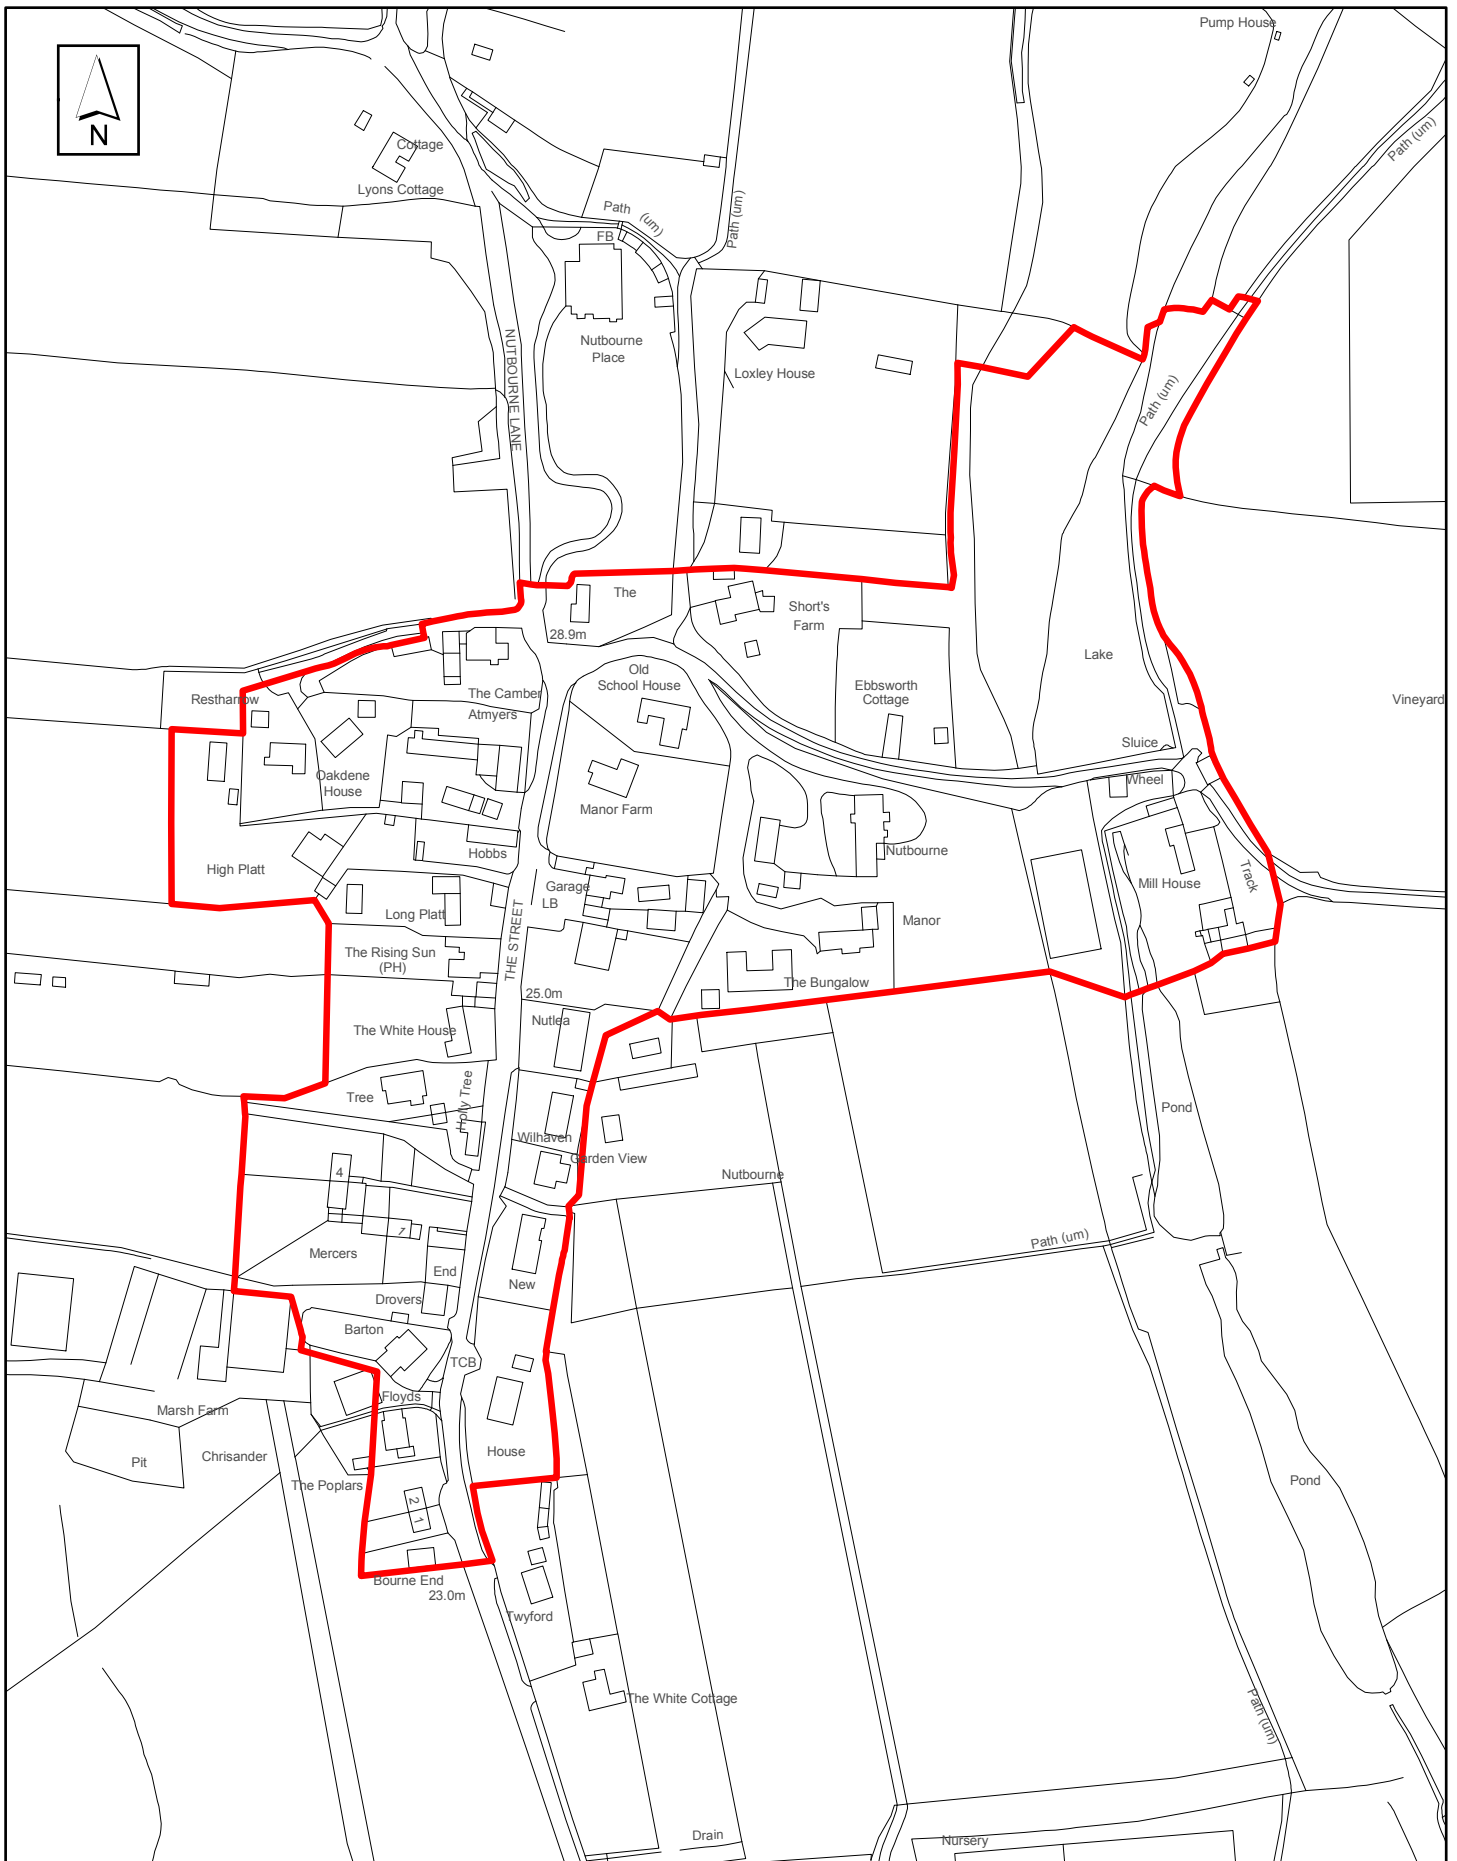 Pump House
N
Path (um)
Cottage
Lyons Cottage
Path (um)
Path (um)
FB
NUTBOURNE LANE
Nutbourne
Place
Loxley House
Path (um)
The
Short's
Farm
28.9m
Old
School House
Lake
Restharrow
The Camber
Atmyers
Ebbsworth
Cottage
Vineyard
Sluice
Oakdene
House
Wheel
Manor Farm
Hobbs
Nutbourne
High Platt
Mill House
Track
Garage
LB
Long Platt
Manor
THE STREET
The Rising Sun
(PH)
The Bungalow
25.0m
Nutlea
The White House
Tree
Holly Tree
Pond
Wilhaven
Garden View
4
Nutbourne
1
Path (um)
Mercers
End
New
Drovers
Barton
TCB
Floyds
Marsh Farm
House
Chrisander
Pit
The Poplars
Pond
2
1
Bourne End
23.0m
Twyford
The White Cottage
Path (um)
Drain
Nursery